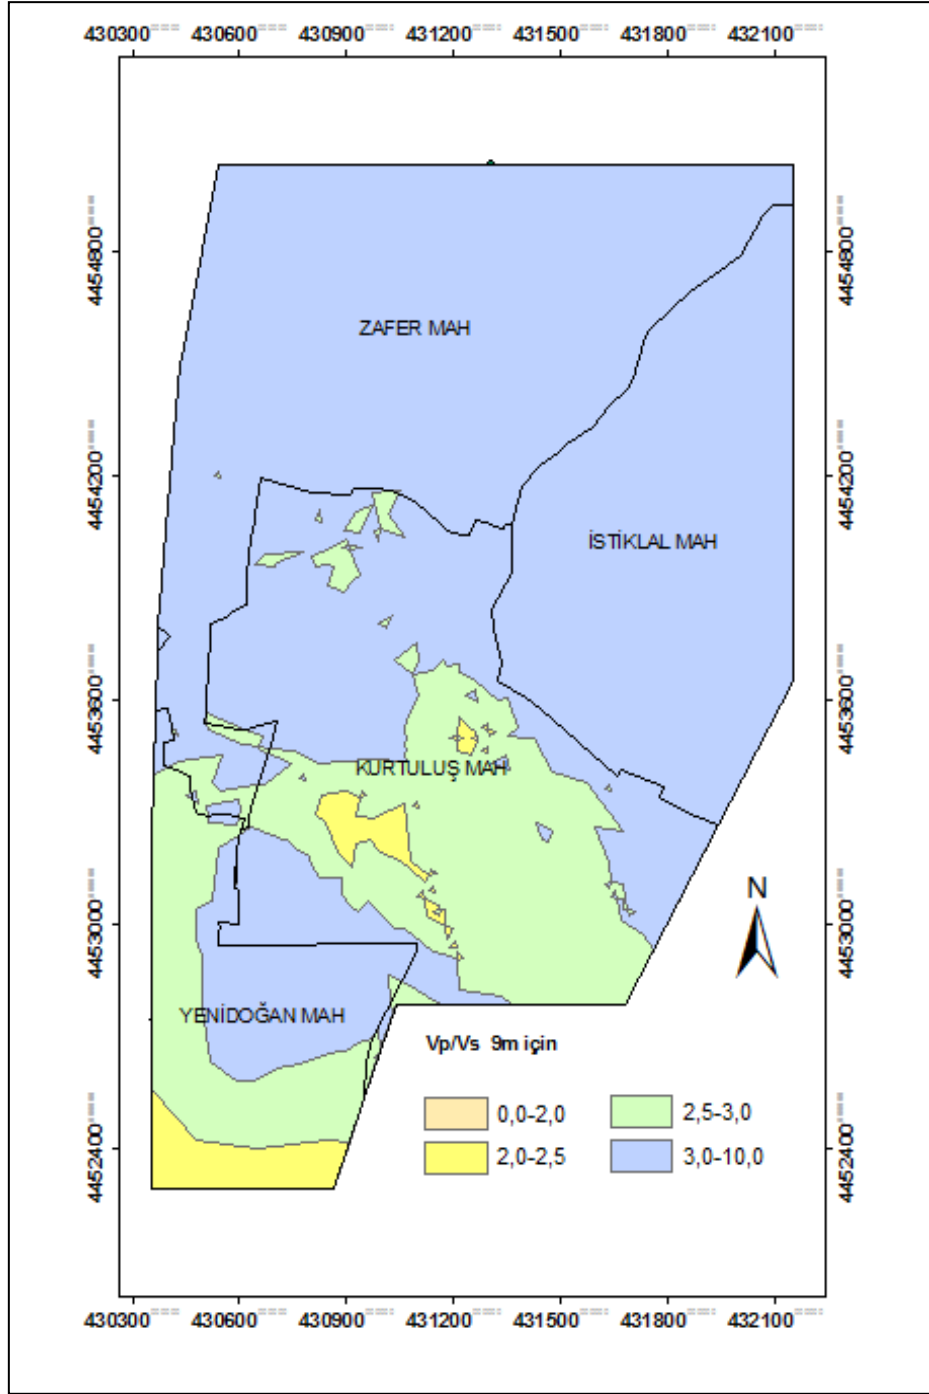 430300 430600 430900 431200 431500 431800 432100
4454800 4454800
ZAFER MAH
4454200 4454200
İSTİKLAL MAH
4453600 4453600
KURTULUŞ MAH
N
4453000 4453000
YENİDOĞAN MAH
Vp/Vs 9m için
0,0-2,0 2,5-3,0
2,0-2,5 3,0-10,0
4452400 4452400
430300 430600 430900 431200 431500 431800 432100